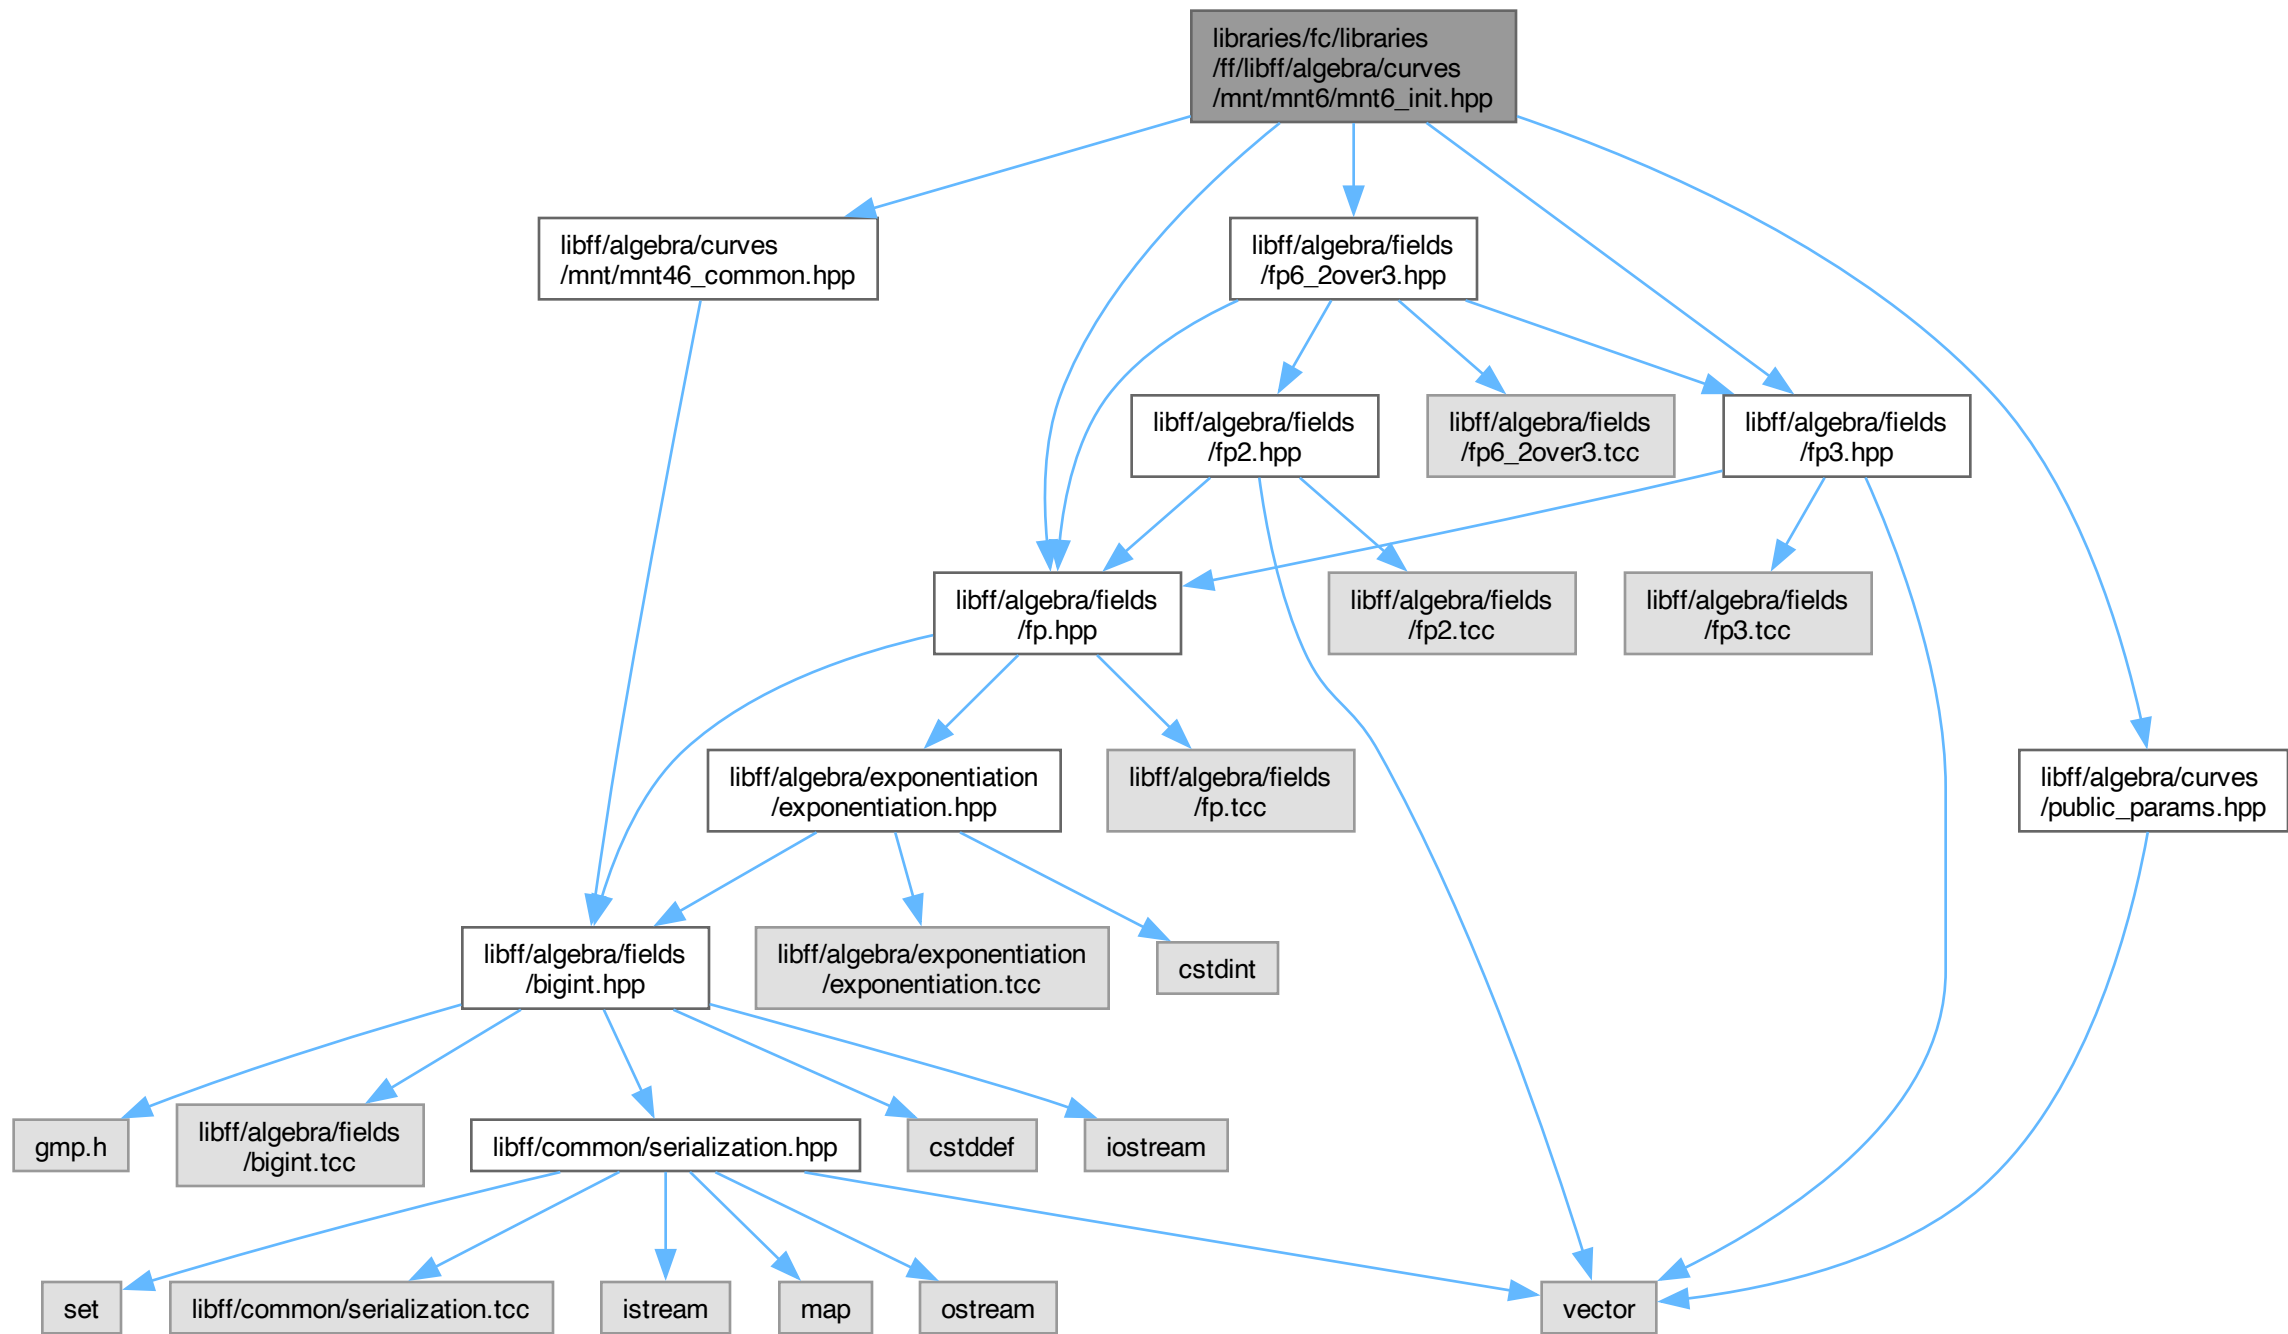 libraries/fc/libraries
/ff/libff/algebra/curves
/mnt/mnt6/mnt6_init.hpp
libff/algebra/curves
/mnt/mnt46_common.hpp
libff/algebra/fields
/fp6_2over3.hpp
libff/algebra/fields
/fp2.hpp
libff/algebra/fields
/fp6_2over3.tcc
libff/algebra/fields
/fp3.hpp
libff/algebra/fields
/fp.hpp
libff/algebra/fields
/fp2.tcc
libff/algebra/fields
/fp3.tcc
libff/algebra/exponentiation
/exponentiation.hpp
libff/algebra/fields
/fp.tcc
libff/algebra/curves
/public_params.hpp
libff/algebra/fields
/bigint.hpp
libff/algebra/exponentiation
/exponentiation.tcc
cstdint
gmp.h
libff/algebra/fields
/bigint.tcc
libff/common/serialization.hpp
cstddef
iostream
set
libff/common/serialization.tcc
istream
map
ostream
vector